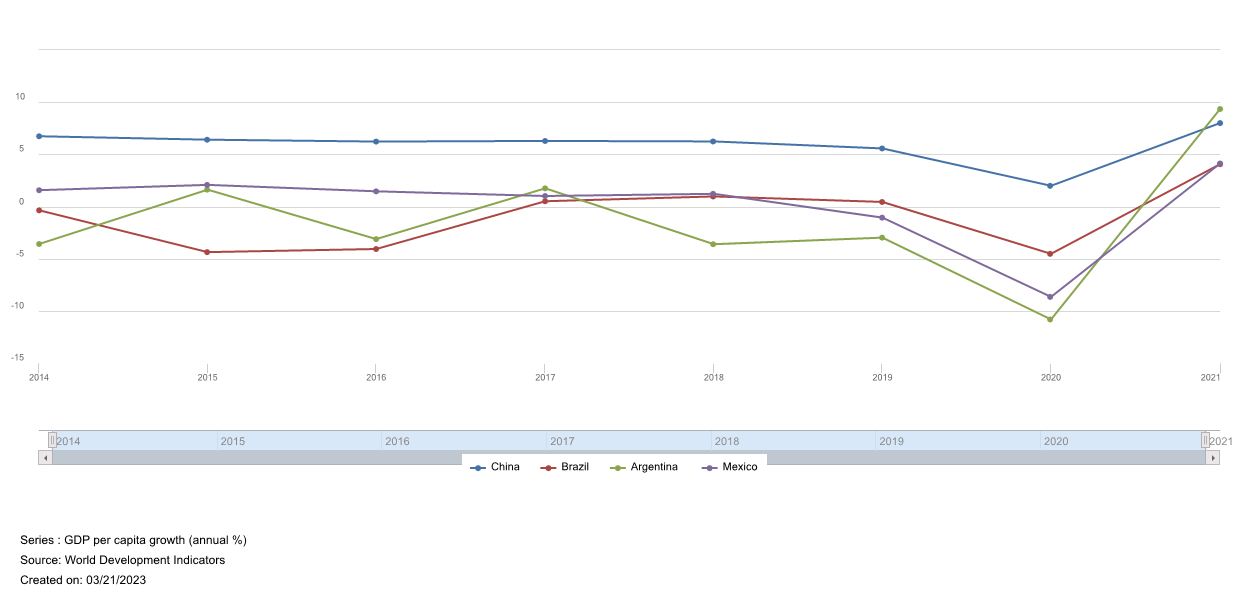 10
5
0
-5
-10
-15
2014 2015 2016 2017 2018 2019 2020 2021
2014 2015 2016 2017 2018 2019 2020 2021
China Brazil Argentina Mexico
Series : GDP per capita growth (annual %)
Source: World Development Indicators
Created on: 03/21/2023